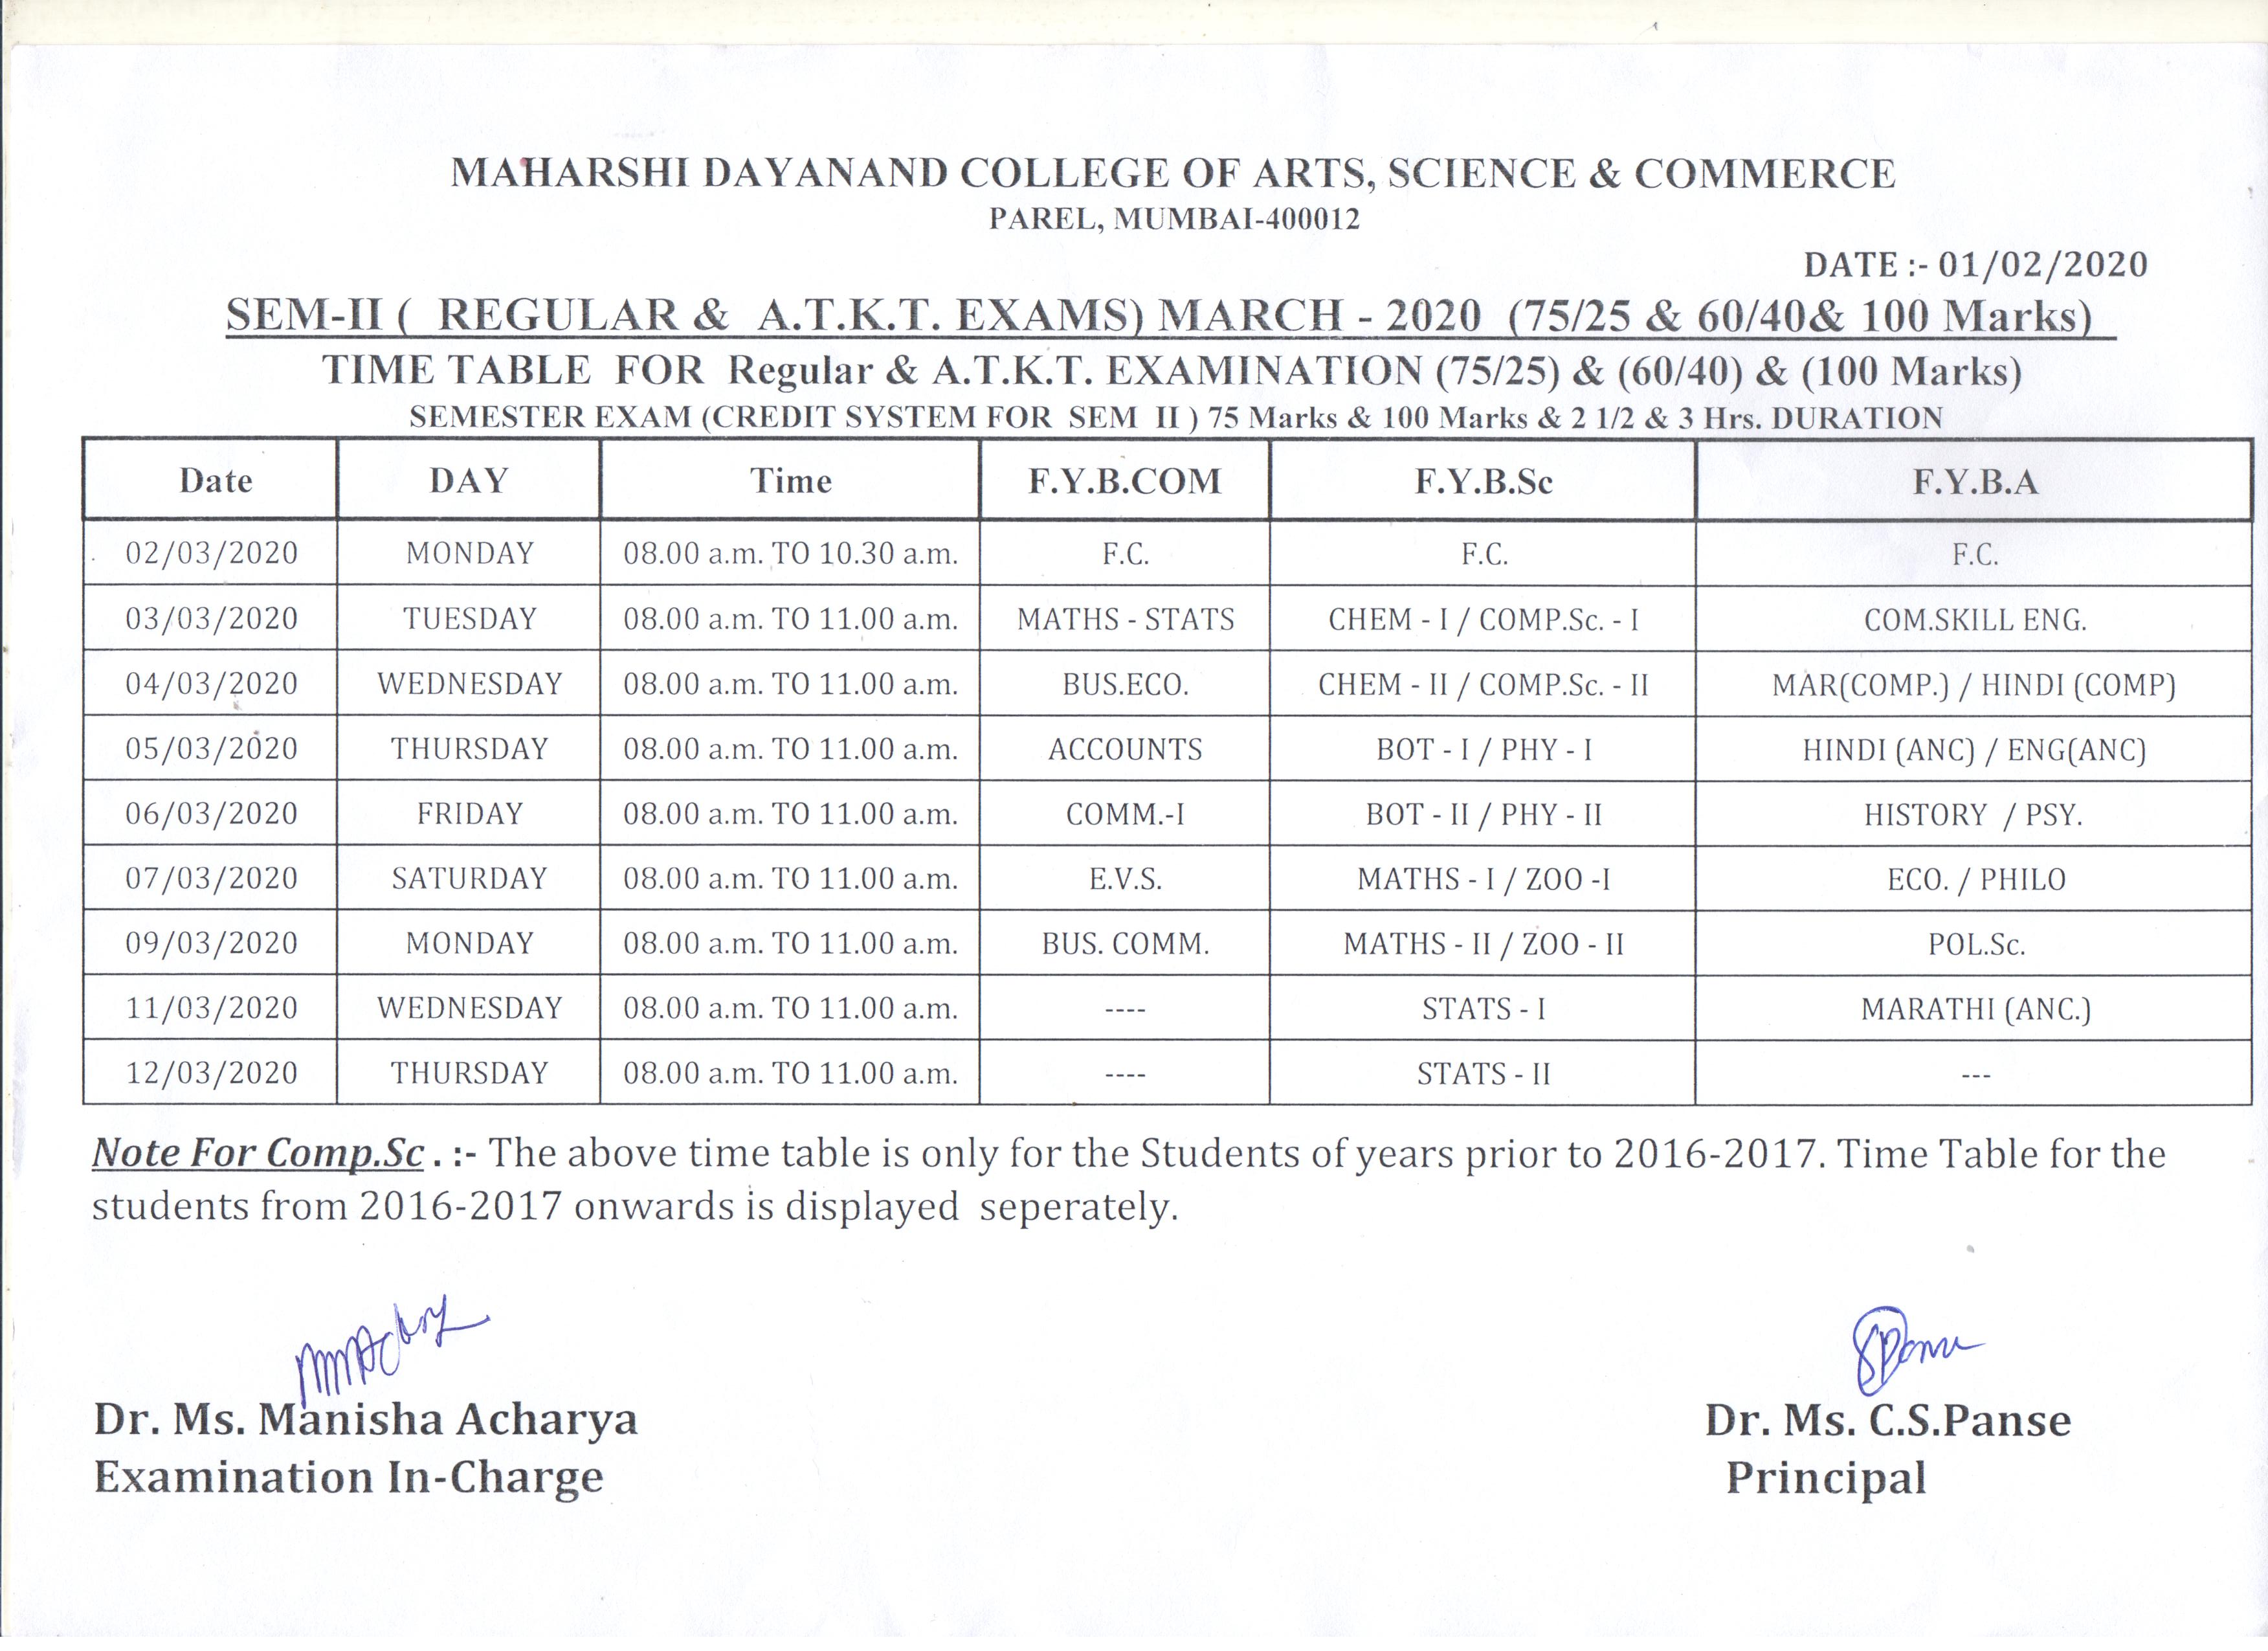 MAHARSHI DAYANAND COLLEGE OF ARTS, SCIENCE & COMMERCE
PAREL, MUMBAI-400012
DATE :- 01/02/2020
SEM-II ( REGULAR & A.T.K.T. EXAMS) MARCH - 2020 (75/25 & 60/40& 100 Marks)
TIME TABLE FOR Regular & A.T.K.T. EXAMINATION (75/25) & (60/40) & (100 Marks)
SEMESTER EXAM (CREDIT SYSTEM FOR SEM II ) 75 Marks & 100 Marks & 2 1/2 & 3 Hrs. DURATION
Date DAY Time F.Y.B.COM F.Y.B.Sc F.Y.B.A
02/03/2020 MONDAY 08.00 a.m. TO 10.30 a.m. F.C. F.C. F.C.
03/03/2020 TUESDAY 08.00 a.m. TO 11.00 a.m. MATHS - STATS CHEM - I / COMP.Sc. - I COM.SKILL ENG.
04/03/2020 WEDNESDAY 08.00 a.m. TO 11.00 a.m. BUS.ECO. CHEM - II / COMP.Sc. - II MAR(COMP.) / HINDI (COMP)
05/03/2020 THURSDAY 08.00 a.m. TO 11.00 a.m. ACCOUNTS BOT - I / PHY - I HINDI (ANC) / ENG(ANC)
06/03/2020 FRIDAY 08.00 a.m. TO 11.00 a.m. COMM.-I BOT - II / PHY - II HISTORY / PSY.
07/03/2020 SATURDAY 08.00 a.m. TO 11.00 a.m. E.V.S. MATHS - I / ZOO -I ECO. / PHILO
09/03/2020 MONDAY 08.00 a.m. TO 11.00 a.m. BUS. COMM. MATHS - II / ZOO - II POL.Sc.
11/03/2020 WEDNESDAY 08.00 a.m. TO 11.00 a.m. ---- STATS - I MARATHI (ANC.)
12/03/2020 THURSDAY 08.00 a.m. TO 11.00 a.m. ---- STATS - II ---
Note For Comp.Sc . :- The above time table is only for the Students of years prior to 2016-2017. Time Table for the
students from 2016-2017 onwards is displayed seperately.
Dr. Ms. Manisha Acharya Dr. Ms. C.S.Panse
Examination In-Charge Principal